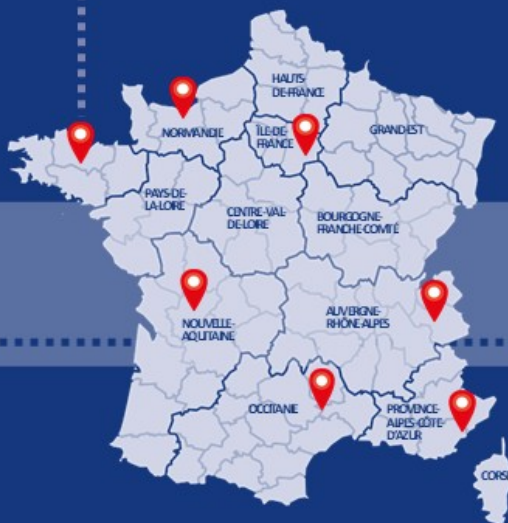 HAUTS-
DE-FRANCE
NORMANDIE
ÎLE-DE-
FRANCE
GRAND EST
PAYS-DE-
LA-LOIRE
CENTRE-VAL-
DE-LOIRE
BOURGOGNE-
FRANCHE-COMTÉ
NOUVELLE-
AQUITAINE
AUVERGNE-
RHÔNE-ALPES
OCCITANIE
PROVENCE-
ALPES-CÔTE-
D'AZUR
CORSE